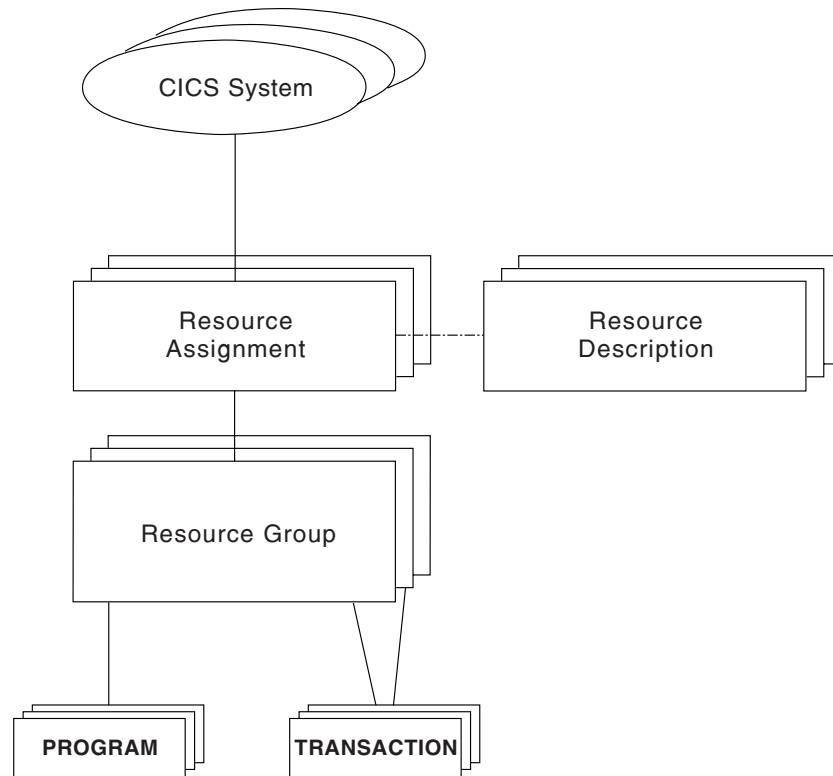 CICS System
Resource
Assignment
Resource
Description
Resource Group
PROGRAM
TRANSACTION